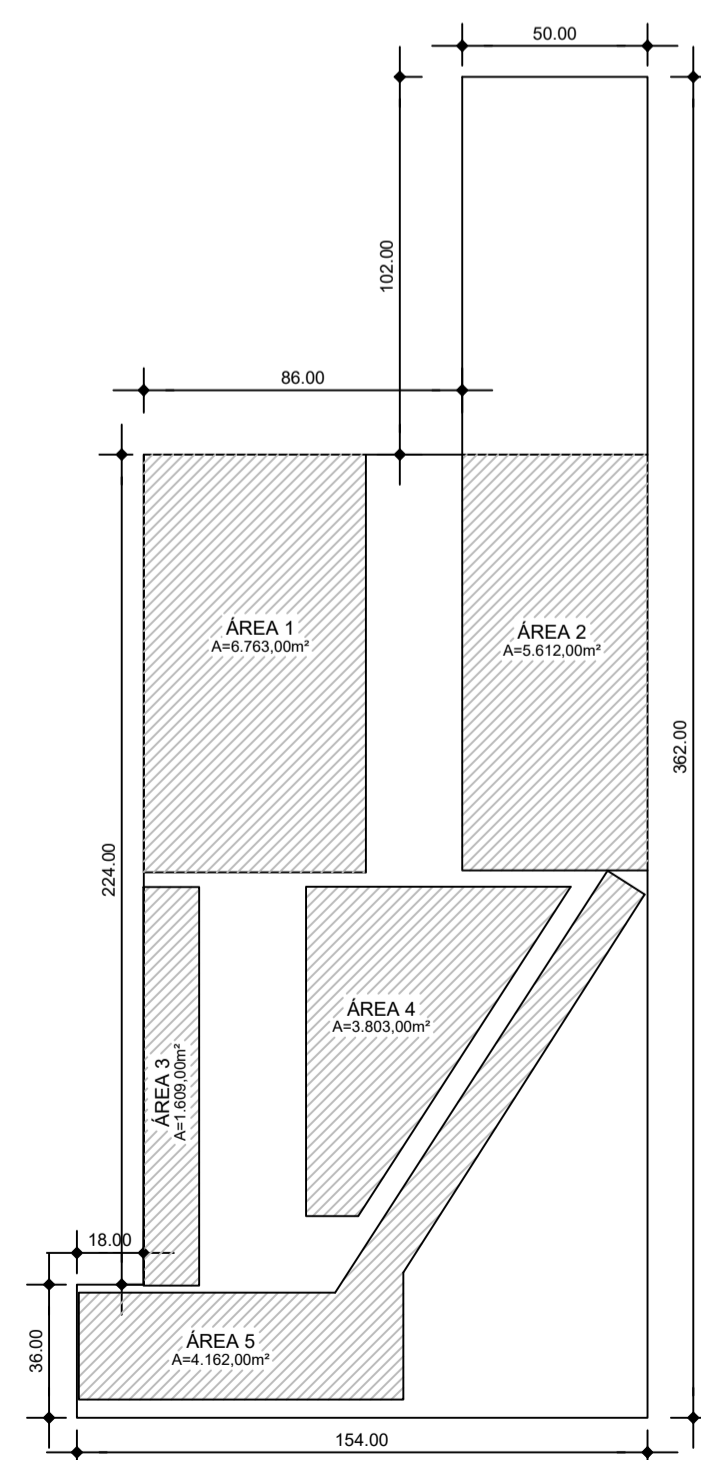 50.00
102.00
86.00
ÁREA 1
A=6.763,00m²
ÁREA 2
A=5.612,00m²
362.00
224.00
ÁREA 4
A=3.803,00m²
ÁREA 3
A=1.609,00m²
18.00
36.00
ÁREA 5
A=4.162,00m²
154.00